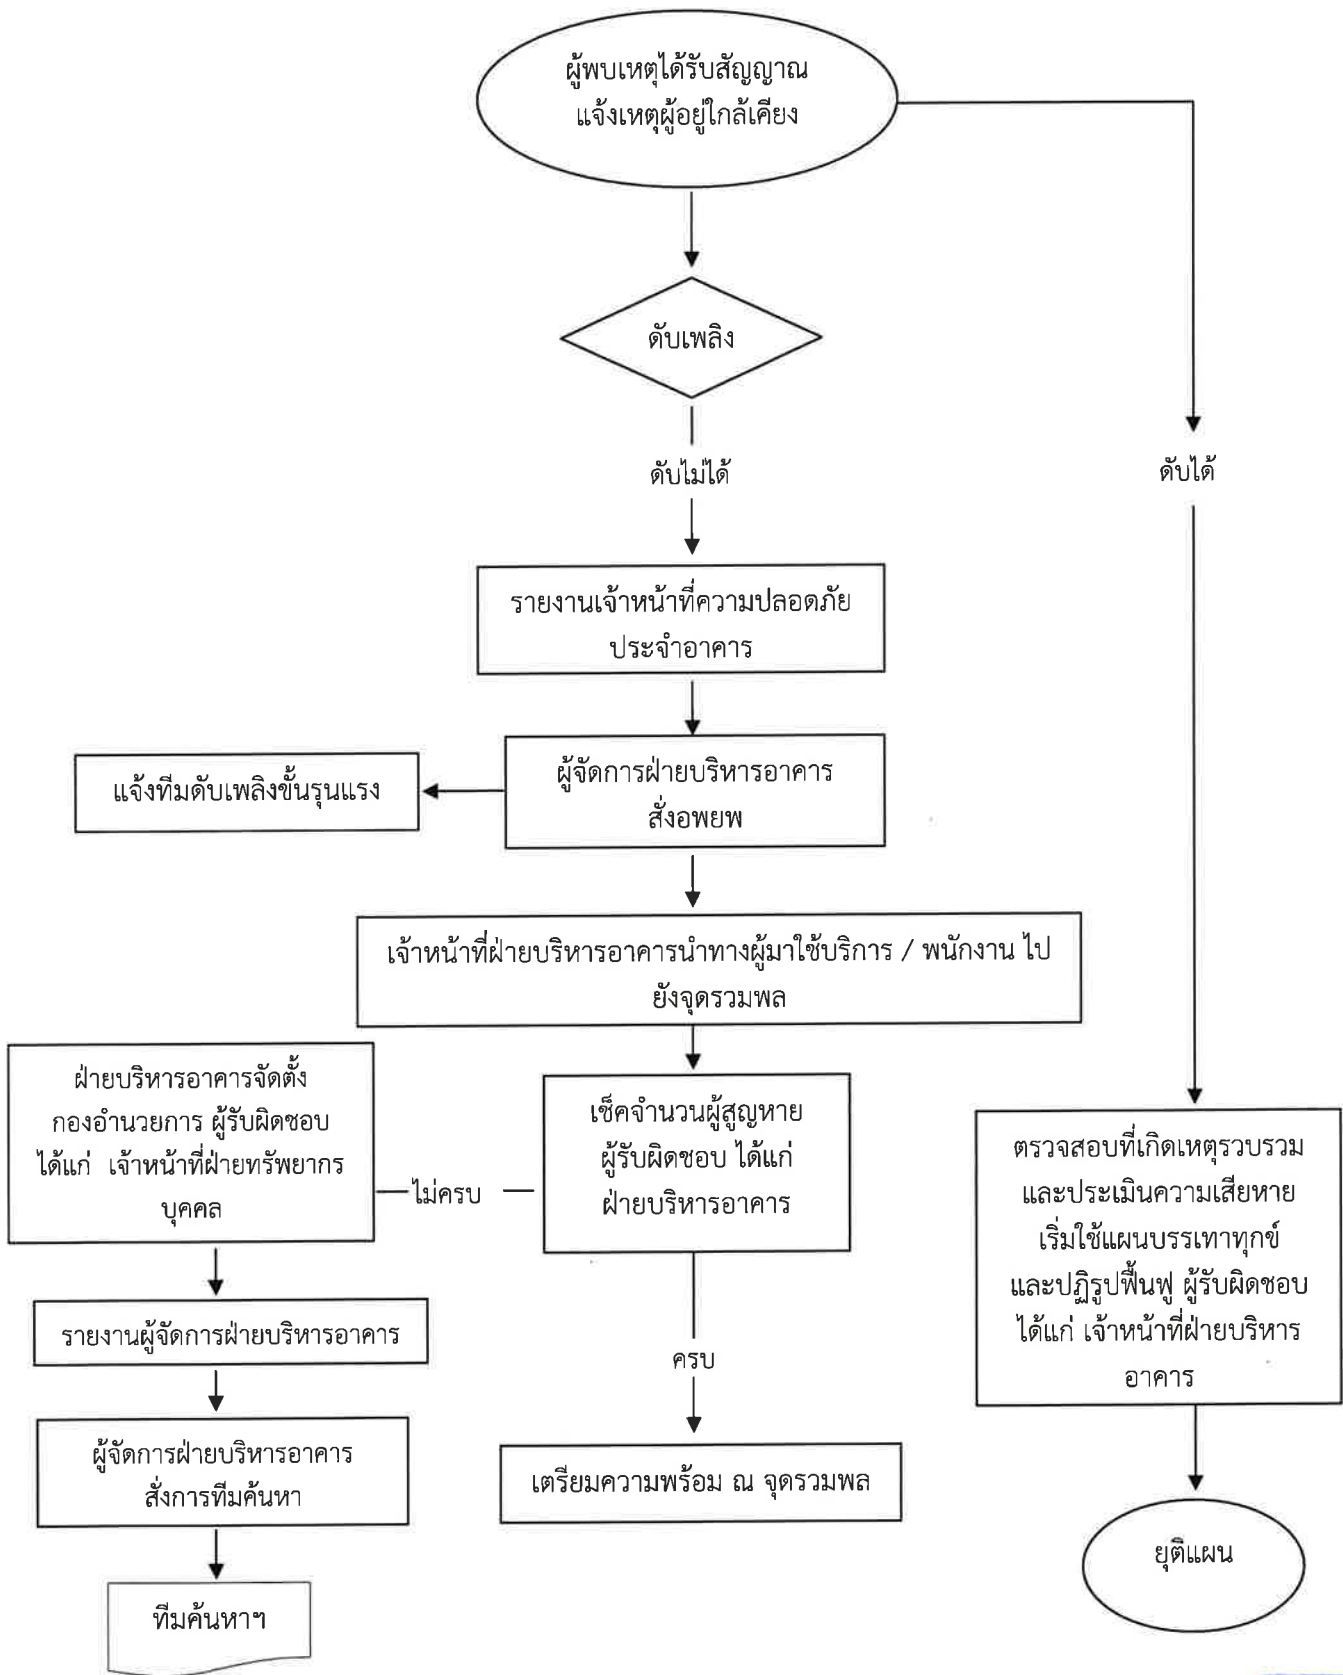 ผู้พบเหตุได้รับสัญญาณ
แจ้งเหตุผู้อยู่ใกล้เคียง
ดับเพลิง
ดับไม่ได้
ดับได้
รายงานเจ้าหน้าที่ความปลอดภัย
ประจำอาคาร
ผู้จัดการฝ่ายบริหารอาคาร
สั่งอพยพ
แจ้งทีมดับเพลิงขั้นรุนแรง
เจ้าหน้าที่ฝ่ายบริหารอาคารนำทางผู้มาใช้บริการ / พนักงาน ไป
ยังจุดรวมพล
ฝ่ายบริหารอาคารจัดตั้ง
กองอำนวยการ ผู้รับผิดชอบ
ได้แก่ เจ้าหน้าที่ฝ่ายทรัพยากร
บุคคล
ไม่ครบ
เช็คจำนวนผู้สูญหาย
ผู้รับผิดชอบ ได้แก่
ฝ่ายบริหารอาคาร
ตรวจสอบที่เกิดเหตุรวบรวม
และประเมินความเสียหาย
เริ่มใช้แผนบรรเทาทุกข์
และปฏิรูปฟื้นฟู ผู้รับผิดชอบ
ได้แก่ เจ้าหน้าที่ฝ่ายบริหาร
อาคาร
รายงานผู้จัดการฝ่ายบริหารอาคาร
ครบ
ผู้จัดการฝ่ายบริหารอาคาร
สั่งการทีมค้นหา
เตรียมความพร้อม ณ จุดรวมพล
ยุติแผน
ทีมค้นหาฯ